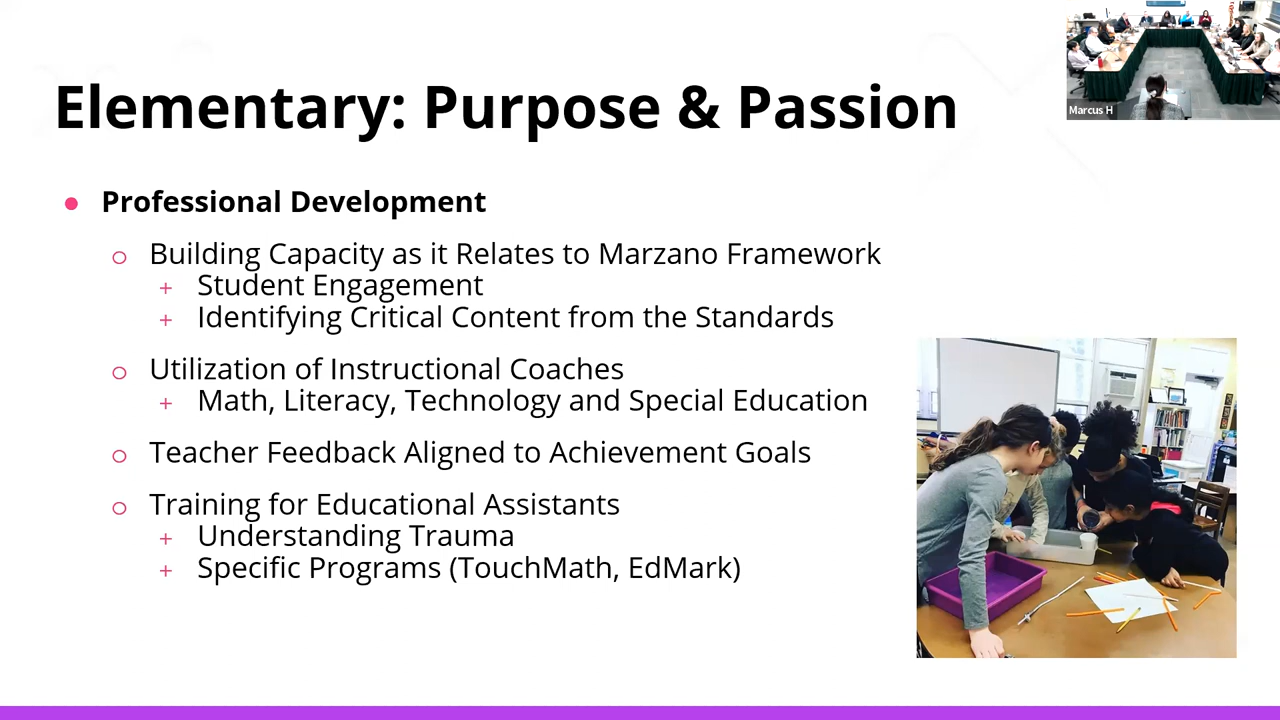 Elementary: Purpose & Passion
Marcus H
● Professional Development
o Building Capacity as it Relates to Marzano Framework
+ Student Engagement
+ Identifying Critical Content from the Standards
o Utilization of Instructional Coaches
+ Math, Literacy, Technology and Special Education
o Teacher Feedback Aligned to Achievement Goals
o Training for Educational Assistants
+ Understanding Trauma
+ Specific Programs (TouchMath, EdMark)